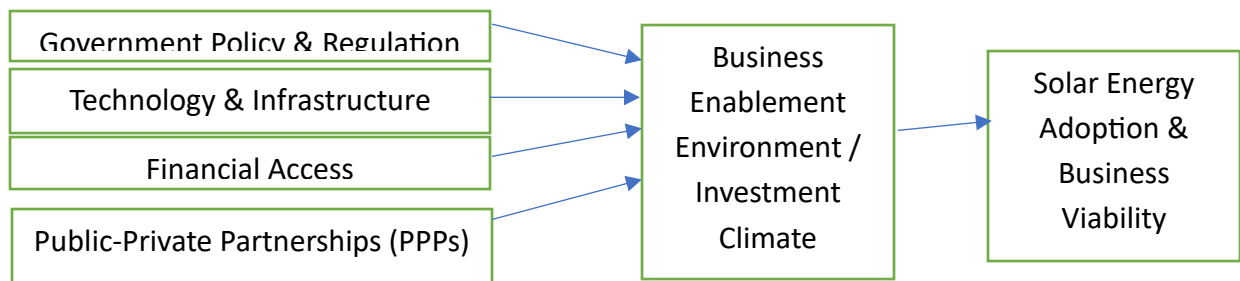 Government Policy & Regulation
Technology & Infrastructure
Financial Access
Public-Private Partnerships (PPPs)
Business
Enablement
Environment /
Investment
Climate
Solar Energy
Adoption &
Business
Viability